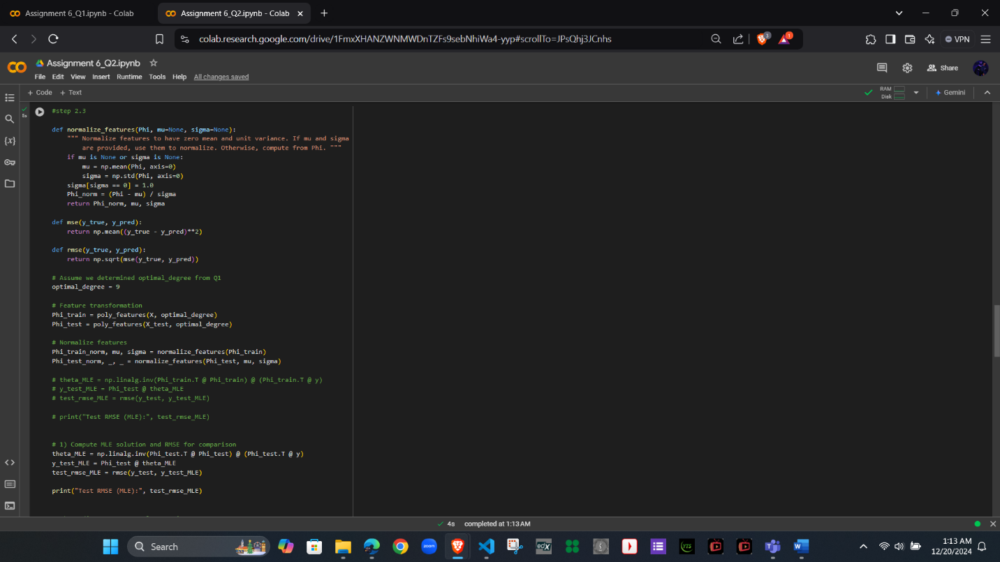 Assignment 6_Q1.ipynb - Colab
Assignment 6_Q2.ipynb - Colab
colab.research.google.com/drive/1FmxXHANZWNMWDnTZFs9sebNhiWa4-yyp#scrollTo=JPsQhj3JCnhs
3
1
VPN
Assignment 6_Q2.ipynb
File Edit View Insert Runtime Tools Help All changes saved
Share
+ Code + Text
RAM
Disk
Gemini
5s
#step 2.3
def normalize_features(Phi, mu=None, sigma=None):
""" Normalize features to have zero mean and unit variance. If mu and sigma
are provided, use them to normalize. Otherwise, compute from Phi. """
if mu is None or sigma is None:
mu = np.mean(Phi, axis=0)
sigma = np.std(Phi, axis=0)
sigma[sigma == 0] = 1.0
Phi_norm = (Phi - mu) / sigma
return Phi_norm, mu, sigma
def mse(y_true, y_pred):
return np.mean((y_true - y_pred)**2)
def rmse(y_true, y_pred):
return np.sqrt(mse(y_true, y_pred))
# Assume we determined optimal_degree from Q1
optimal_degree = 9
# Feature transformation
Phi_train = poly_features(X, optimal_degree)
Phi_test = poly_features(X_test, optimal_degree)
# Normalize features
Phi_train_norm, mu, sigma = normalize_features(Phi_train)
Phi_test_norm, _, _ = normalize_features(Phi_test, mu, sigma)
# theta_MLE = np.linalg.inv(Phi_train.T @ Phi_train) @ (Phi_train.T @ y)
# y_test_MLE = Phi_test @ theta_MLE
# test_rmse_MLE = rmse(y_test, y_test_MLE)
# print("Test RMSE (MLE):", test_rmse_MLE)
# 1) Compute MLE solution and RMSE for comparison
theta_MLE = np.linalg.inv(Phi_test.T @ Phi_test) @ (Phi_test.T @ y)
y_test_MLE = Phi_test @ theta_MLE
test_rmse_MLE = rmse(y_test, y_test_MLE)
print("Test RMSE (MLE):", test_rmse_MLE)
4s completed at 1:13 AM
Search
zoom
edX
YTS
1:13 AM
12/20/2024